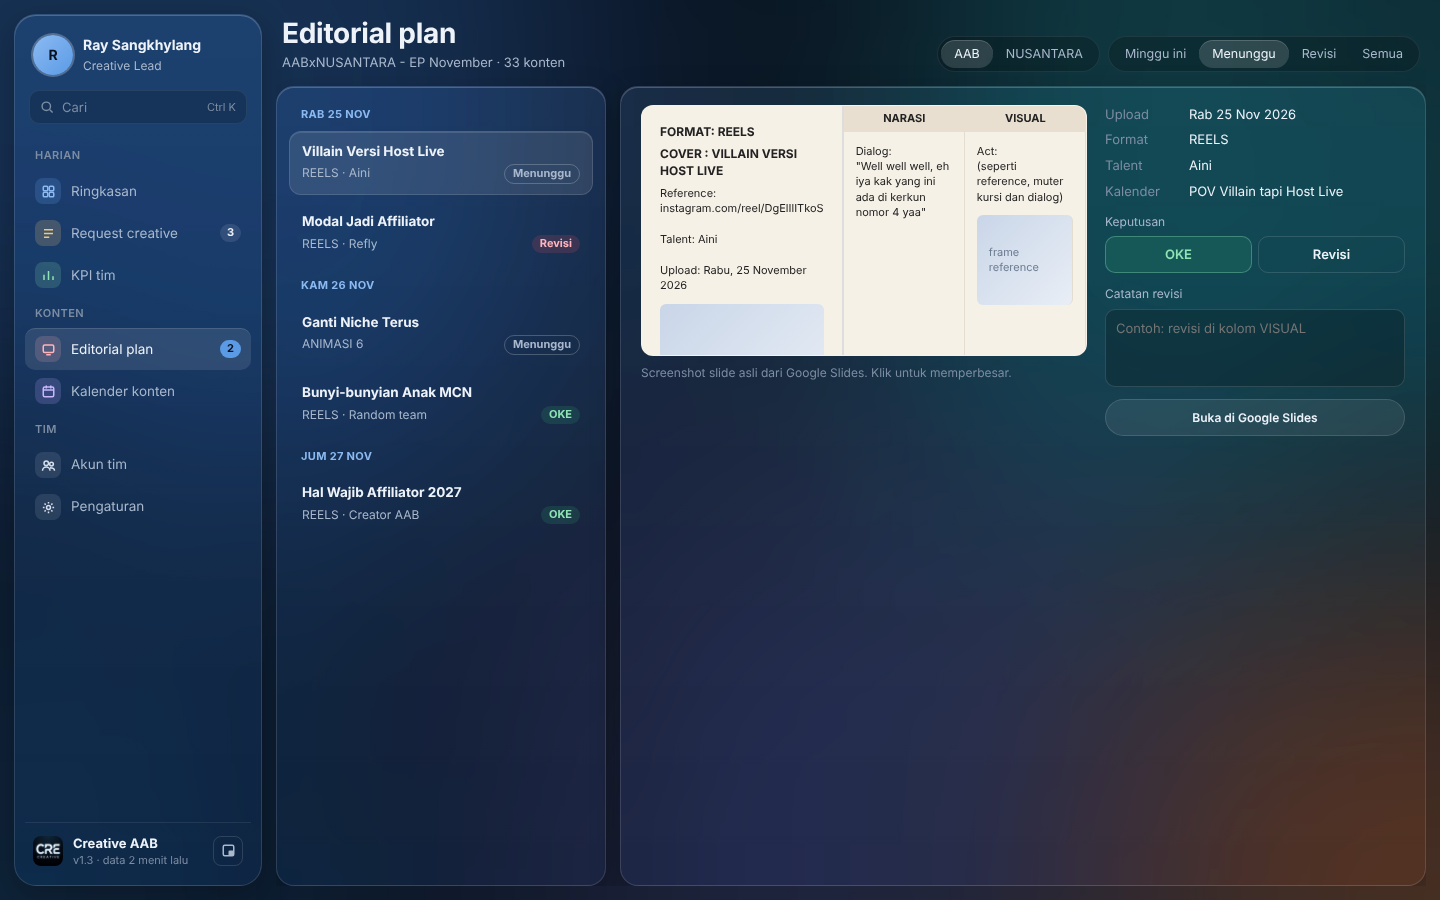 Ray Sangkhylang
Creative Lead
R
Cari
Ctrl K
HARIAN
Ringkasan
Request creative
3
KPI tim
KONTEN
Editorial plan
2
Kalender konten
TIM
Akun tim
Pengaturan
CRE
CREATIVE
Creative AAB
v1.3 · data 2 menit lalu
Editorial plan
AABxNUSANTARA - EP November · 33 konten
AAB
NUSANTARA
Minggu ini
Menunggu
Revisi
Semua
RAB 25 NOV
Villain Versi Host Live
REELS · Aini
Menunggu
Modal Jadi Affiliator
REELS · Refly
Revisi
KAM 26 NOV
Ganti Niche Terus
ANIMASI 6
Menunggu
Bunyi-bunyian Anak MCN
REELS · Random team
OKE
JUM 27 NOV
Hal Wajib Affiliator 2027
REELS · Creator AAB
OKE
FORMAT: REELS
COVER : VILLAIN VERSI
HOST LIVE
Reference:
Talent: Aini
Upload: Rabu, 25 November
2026
NARASI
Dialog:
"Well well well, eh
iya kak yang ini
ada di kerkun
nomor 4 yaa"
VISUAL
Act:
(seperti
reference, muter
kursi dan dialog)
frame
reference
Screenshot slide asli dari Google Slides. Klik untuk memperbesar.
Upload
Rab 25 Nov 2026
Format
REELS
Talent
Aini
Kalender
POV Villain tapi Host Live
Keputusan
OKE
Revisi
Catatan revisi
Contoh: revisi di kolom VISUAL
Buka di Google Slides